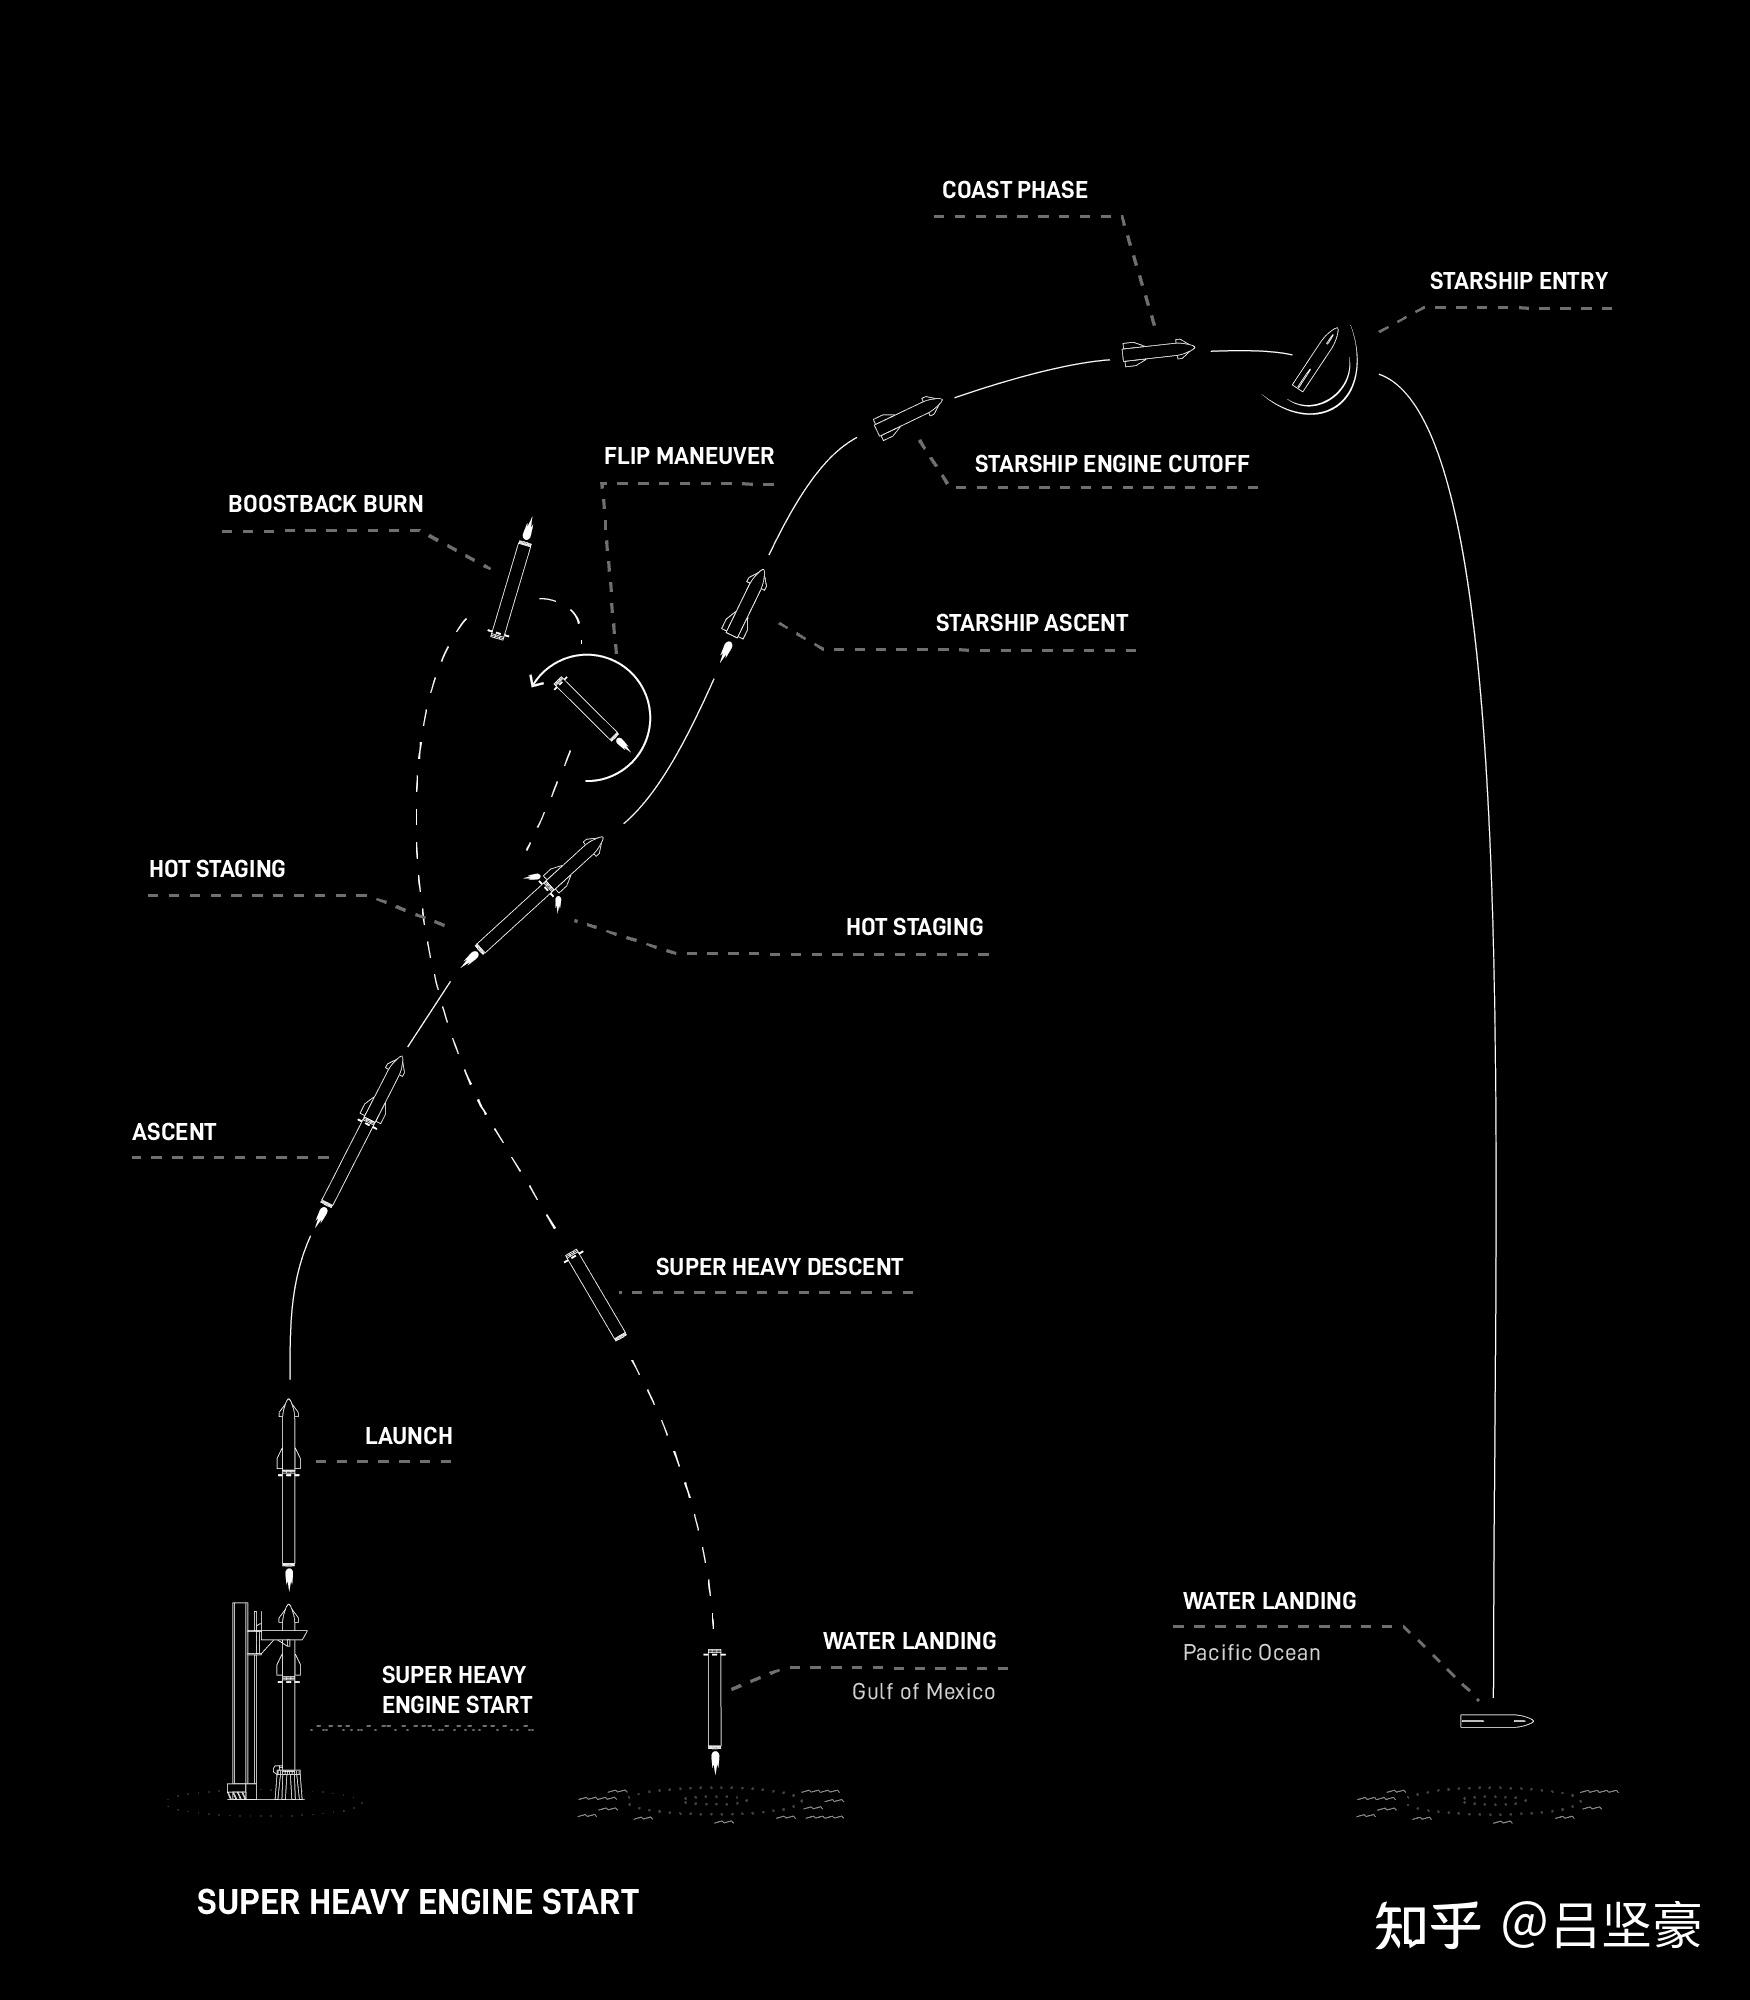 COAST PHASE
STARSHIP ENTRY
FLIP MANEUVER
STARSHIP ENGINE CUTOFF
BOOSTBACK BURN
STARSHIP ASCENT
HOT STAGING
HOT STAGING
ASCENT
SUPER HEAVY DESCENT
LAUNCH
WATER LANDING
Pacific Ocean
WATER LANDING
Gulf of Mexico
SUPER HEAVY
ENGINE START
SUPER HEAVY ENGINE START
知乎 @吕坚豪